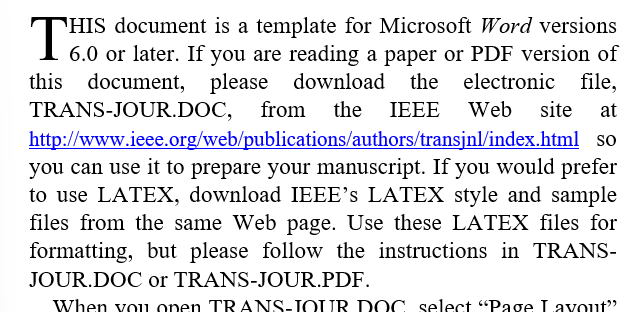 THIS document is a template for Microsoft Word versions
6.0 or later. If you are reading a paper or PDF version of
this document, please download the electronic file,
TRANS-JOUR.DOC, from the IEEE Web site at
http://www.ieee.org/web/publications/authors/transjnl/index.html so
you can use it to prepare your manuscript. If you would prefer
to use LATEX, download IEEE’s LATEX style and sample
files from the same Web page. Use these LATEX files for
formatting, but please follow the instructions in TRANS-
JOUR.DOC or TRANS-JOUR.PDF.
When you open TRANS-JOUR.DOC, select “Page Layout”